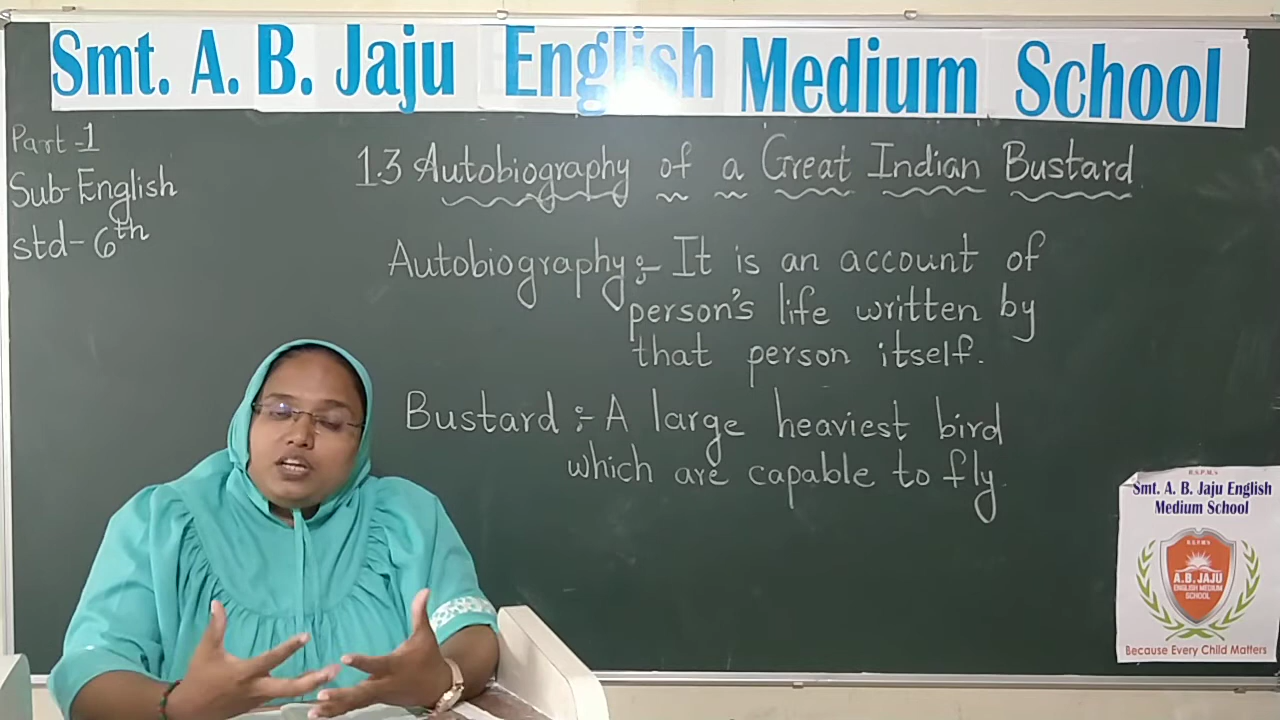 Smt. A. B. Jaju English Medium School
Part-1
Sub-English
std-6th
1.3 Autobiography of a Great Indian Bustard
Autobiography:- It is an account of
person's life written by
that person itself.
Bustard:- A large heaviest bird
which are capable to fly.
B.S.P.M.'s
Smt. A. B. Jaju English
Medium School
B.S.P.M'S
A.B. JAJU
ENGLISH MEDIUM
SCHOOL
Because Every Child Matters